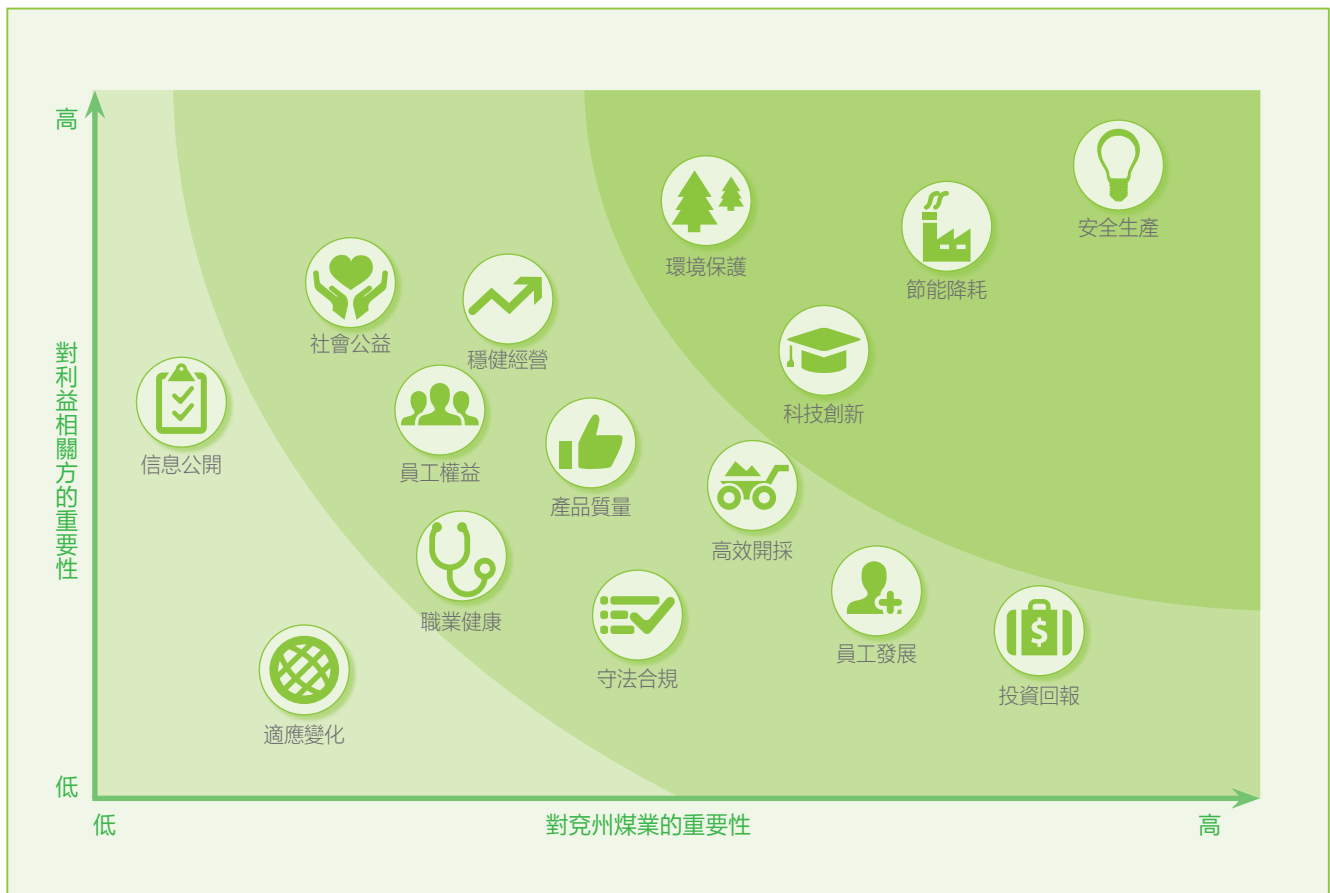 高
安全生產
環境保護
節能降耗
社會公益
穩健經營
對利益相關方的重要性
科技創新
信息公開
員工權益
產品質量
高效開採
職業健康
員工發展
守法合規
投資回報
適應變化
低
低
對兗州煤業的重要性
高
$